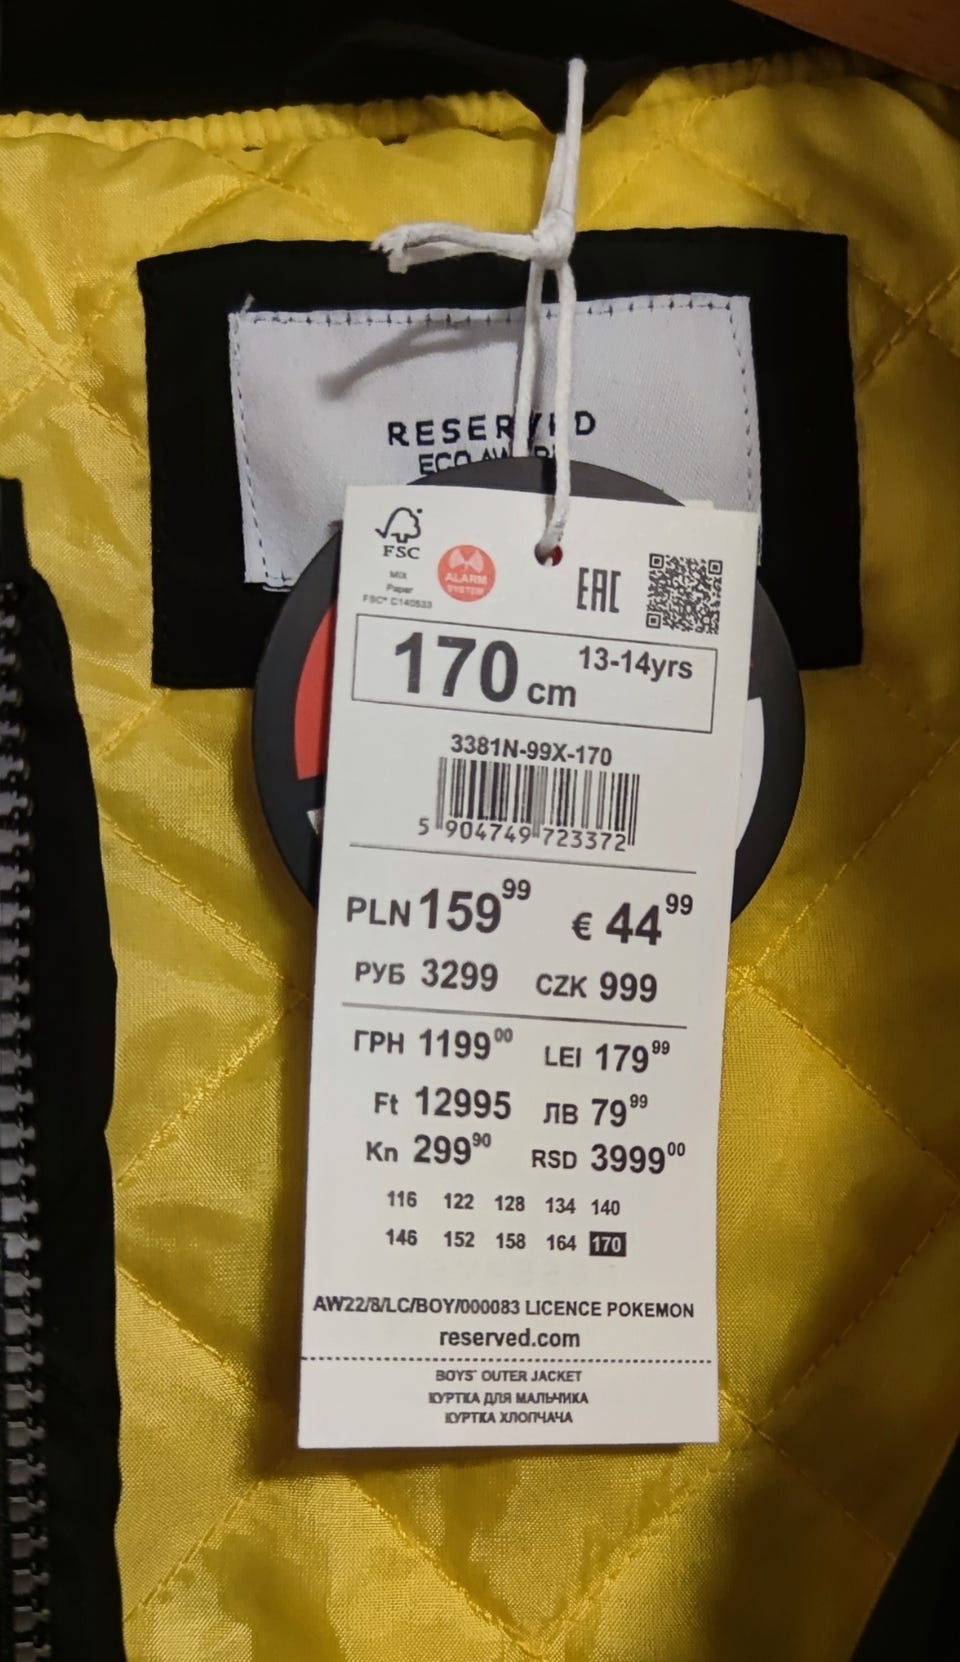 RESERVED
FSC
MIX
Paper
FSC® C140533
ALARM
SYSTEM
EAC
170 cm 13-14yrs
3381N-99X-170
5 904749 723372
PLN 159 99 € 44 99
РУБ 3299 CZK 999
ГРН 1199 00 LEI 179 99
Ft 12995 ЛВ 79 99
Kn 299 90 RSD 3999 00
116 122 128 134 140
146 152 158 164 170
AW22/8/LC/BOY/000083 LICENCE POKEMON
reserved.com
BOYS` OUTER JACKET
КУРТКА ДЛЯ МАЛЬЧИКА
КУРТКА ХЛОПЧАЧА